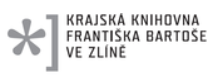 KRAJSKÁ KNIHOVNA
FRANTIŠKA BARTOŠE
VE ZLÍNĚ